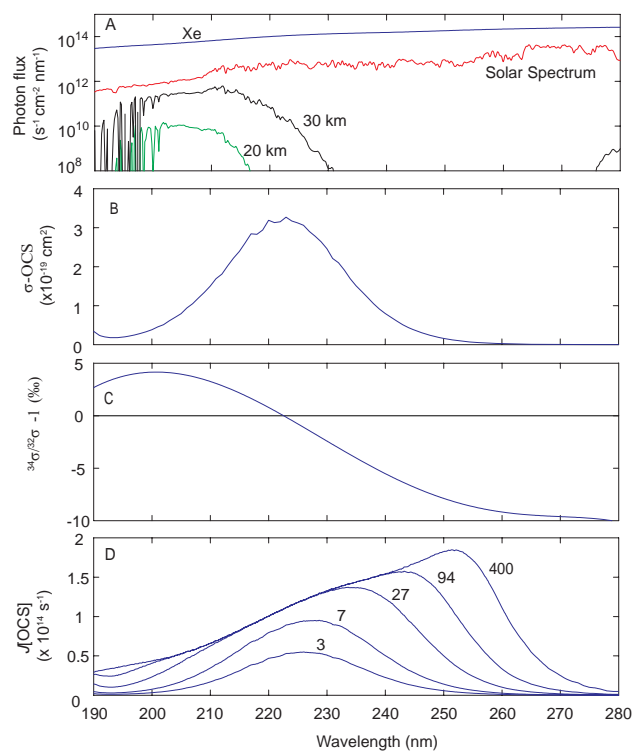 A
Photon flux
(s⁻¹ cm⁻² nm⁻¹)
10¹⁴
10¹²
10¹⁰
10⁸
Xe
Solar Spectrum
30 km
20 km
B
σ-OCS
(x10⁻¹⁹ cm²)
4
3
2
1
0
C
³⁴σ/³²σ -1 (‰)
5
0
-5
-10
D
J[OCS]
(x 10¹⁴ s⁻¹)
2
1.5
1
0.5
0
400
94
27
7
3
190 200 210 220 230 240 250 260 270 280
Wavelength (nm)